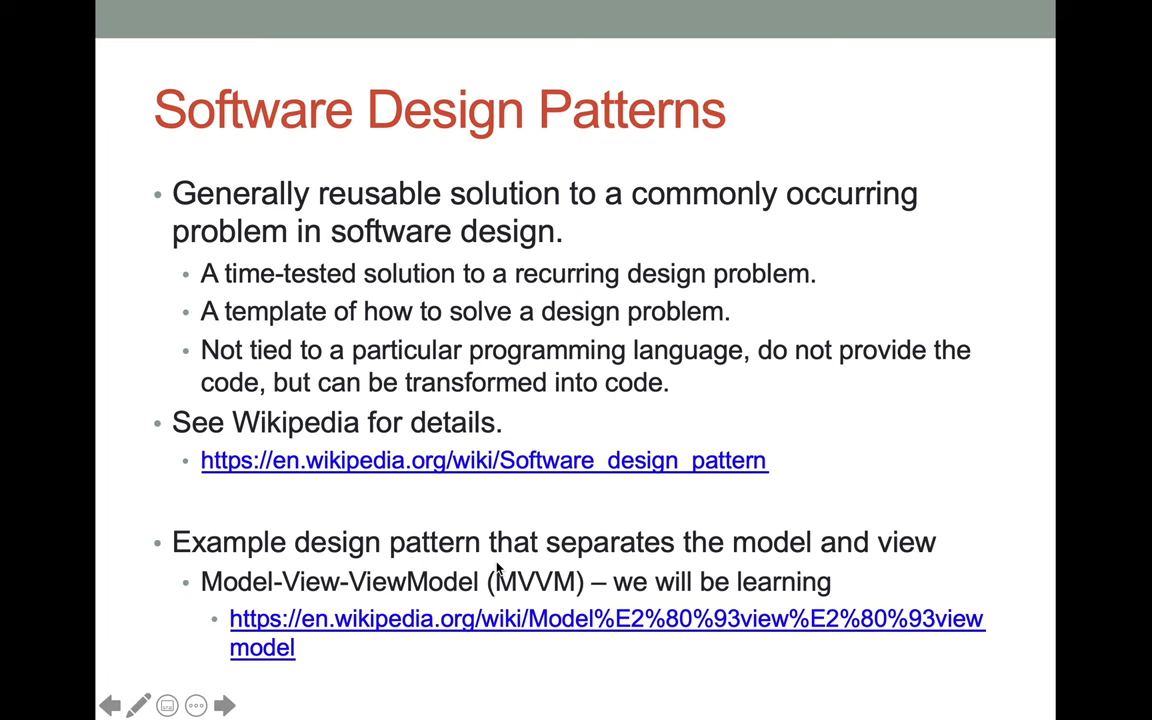 Software Design Patterns
• Generally reusable solution to a commonly occurring
problem in software design.
• A time-tested solution to a recurring design problem.
• A template of how to solve a design problem.
• Not tied to a particular programming language, do not provide the
code, but can be transformed into code.
• See Wikipedia for details.
• https://en.wikipedia.org/wiki/Software_design_pattern
• Example design pattern that separates the model and view
• Model-View-ViewModel (MVVM) – we will be learning
• https://en.wikipedia.org/wiki/Model%E2%80%93view%E2%80%93view
model